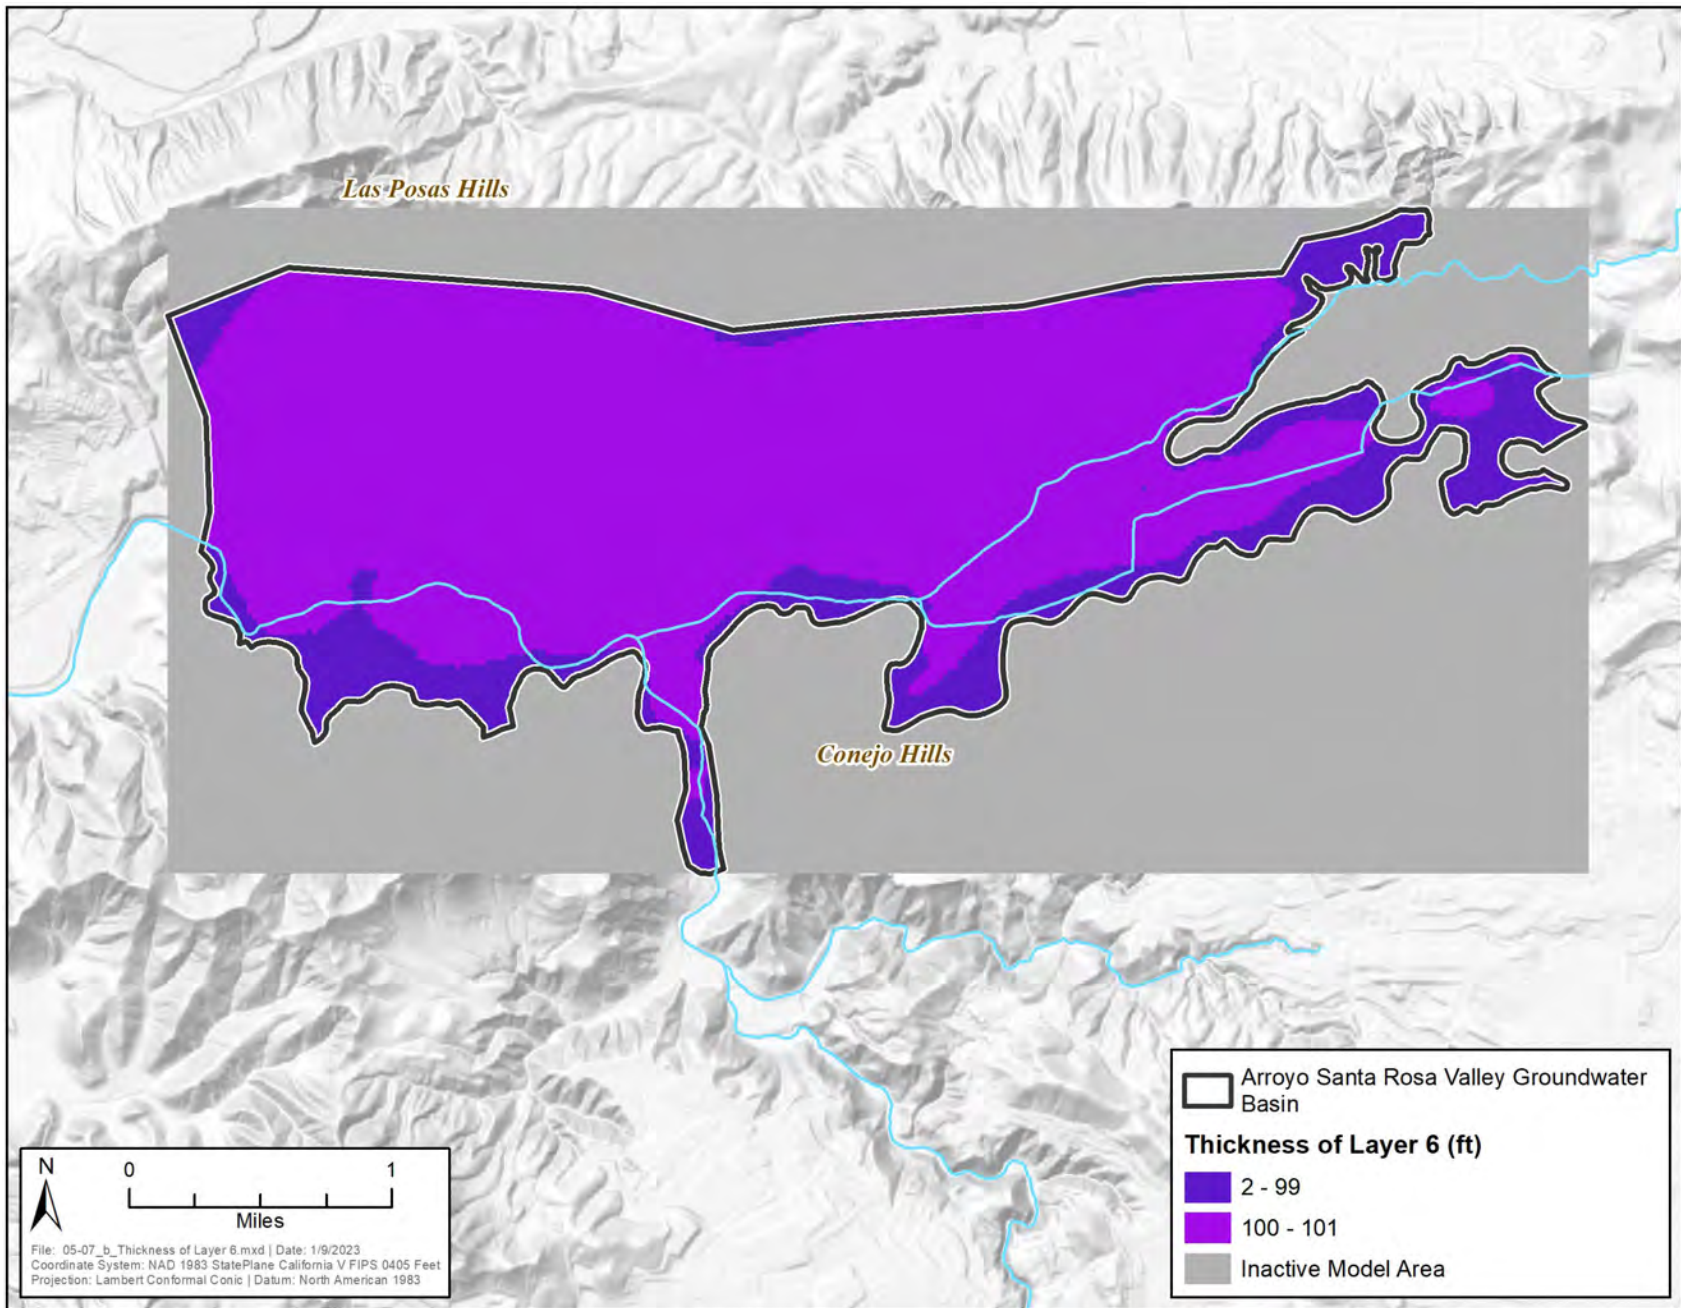 Las Posas Hills
Conejo Hills
Arroyo Santa Rosa Valley Groundwater
Basin
Thickness of Layer 6 (ft)
2 - 99
100 - 101
Inactive Model Area
N
0 1
Miles
File: 05-07_b_Thickness of Layer 6.mxd | Date: 1/9/2023
Coordinate System: NAD 1983 StatePlane California V FIPS 0405 Feet
Projection: Lambert Conformal Conic | Datum: North American 1983